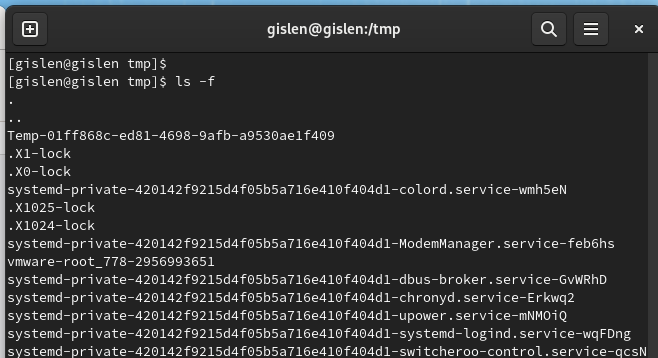 gislen@gislen:/tmp
[gislen@gislen tmp]$
[gislen@gislen tmp]$ ls -f
.
..
Temp-01ff868c-ed81-4698-9afb-a9530ae1f409
.X1-lock
.X0-lock
systemd-private-420142f9215d4f05b5a716e410f404d1-colord.service-wmh5eN
.X1025-lock
.X1024-lock
systemd-private-420142f9215d4f05b5a716e410f404d1-ModemManager.service-feb6hs
vmware-root_778-2956993651
systemd-private-420142f9215d4f05b5a716e410f404d1-dbus-broker.service-GvWRhD
systemd-private-420142f9215d4f05b5a716e410f404d1-chronyd.service-Erkwq2
systemd-private-420142f9215d4f05b5a716e410f404d1-upower.service-mNMOiQ
systemd-private-420142f9215d4f05b5a716e410f404d1-systemd-logind.service-wqFDng
systemd-private-420142f9215d4f05b5a716e410f404d1-switcheroo-control.service-qcsN